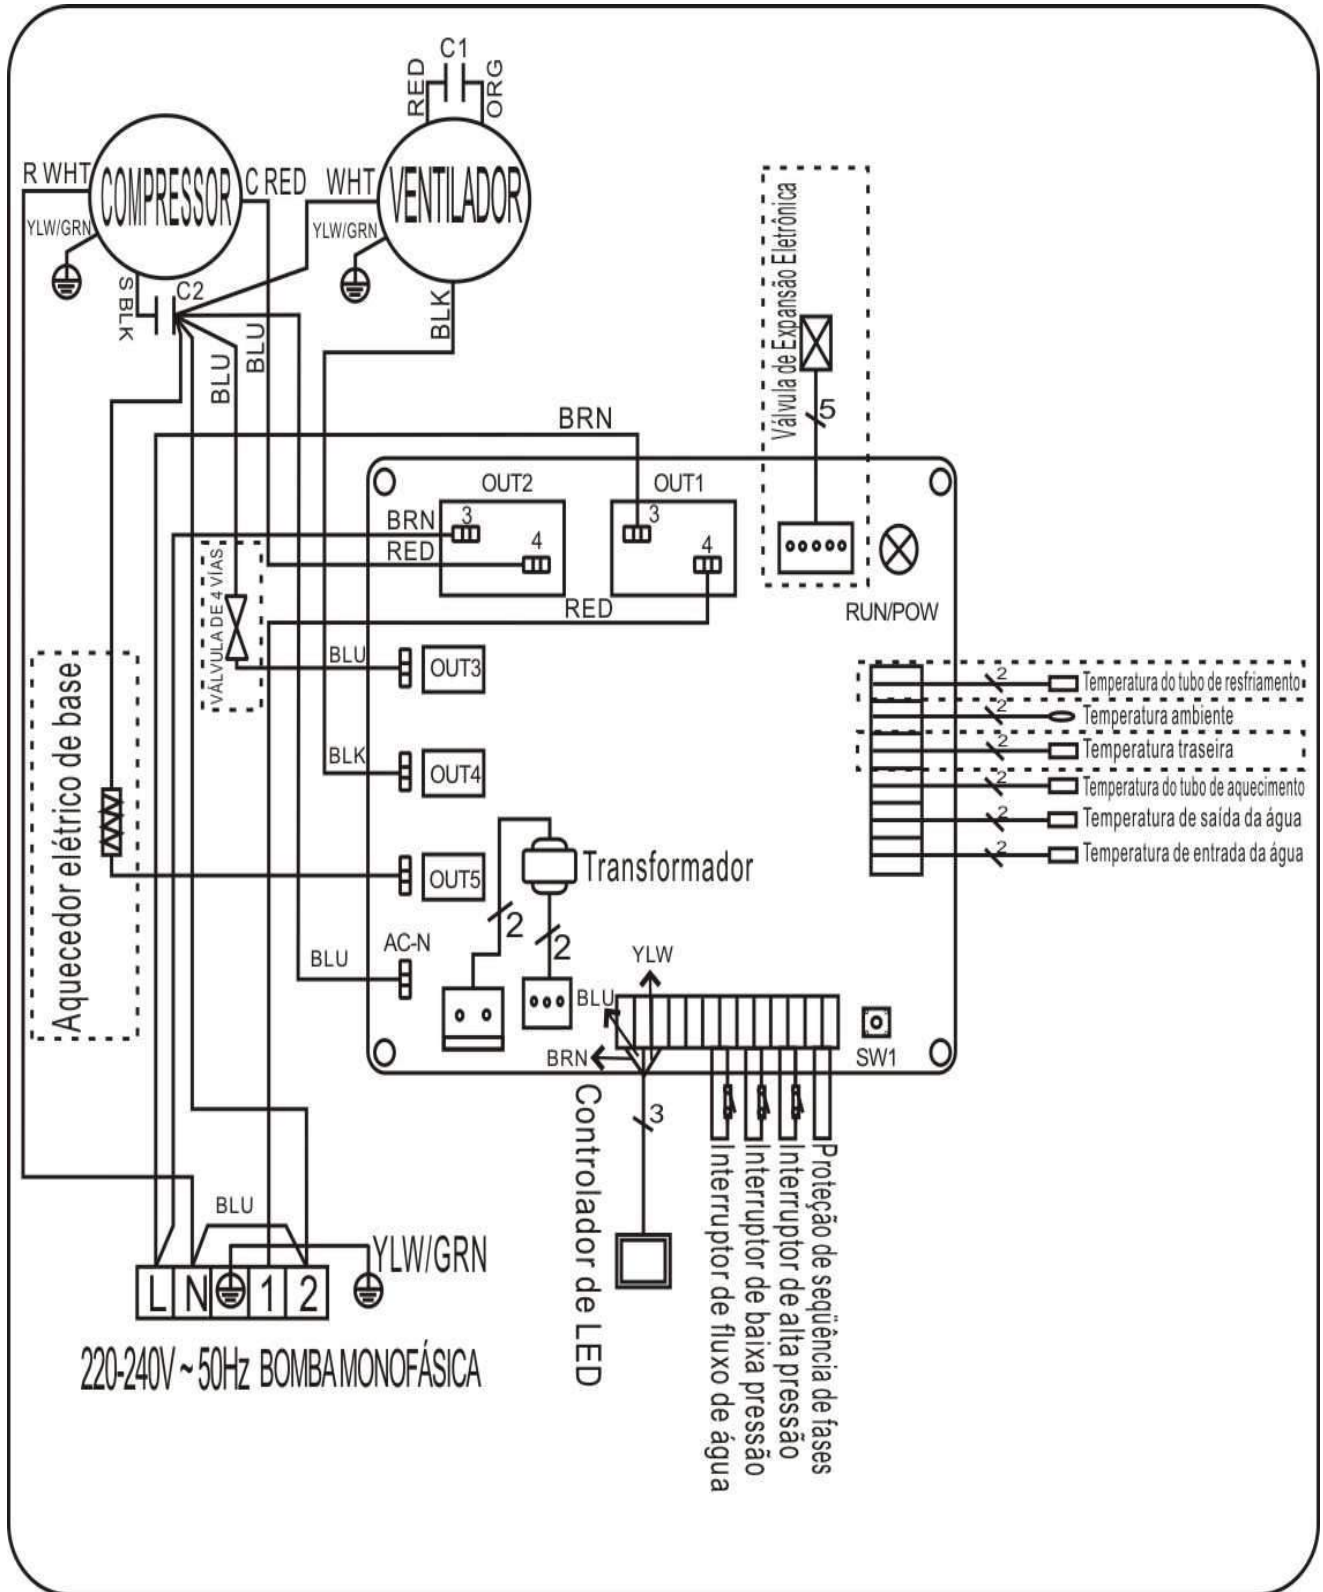 C1
RED
ORG
R WHT
COMPRESSOR
C RED
WHT
VENTILADOR
YLW/GRN
YLW/GRN
S BLK
C2
BLU
BLU
BLK
Válvula de Expansão Eletrônica
5
BRN
OUT2
OUT1
BRN
3
3
RED
4
4
RED
RUN/POW
VÁLVULA DE 4 VÍAS
BLU
OUT3
2
Temperatura do tubo de resfriamento
2
Temperatura ambiente
2
Temperatura traseira
2
Temperatura do tubo de aquecimento
2
Temperatura de saída da água
2
Temperatura de entrada da água
BLK
OUT4
Aquecedor elétrico de base
OUT5
Transformador
2
2
AC-N
BLU
YLW
BLU
BRN
SW1
3
Controlador de LED
Interruptor de fluxo de água
Interruptor de baixa pressão
Interruptor de alta pressão
Proteção de seqüência de fases
BLU
YLW/GRN
L N 1 2
220-240V ~ 50Hz BOMBA MONOFÁSICA